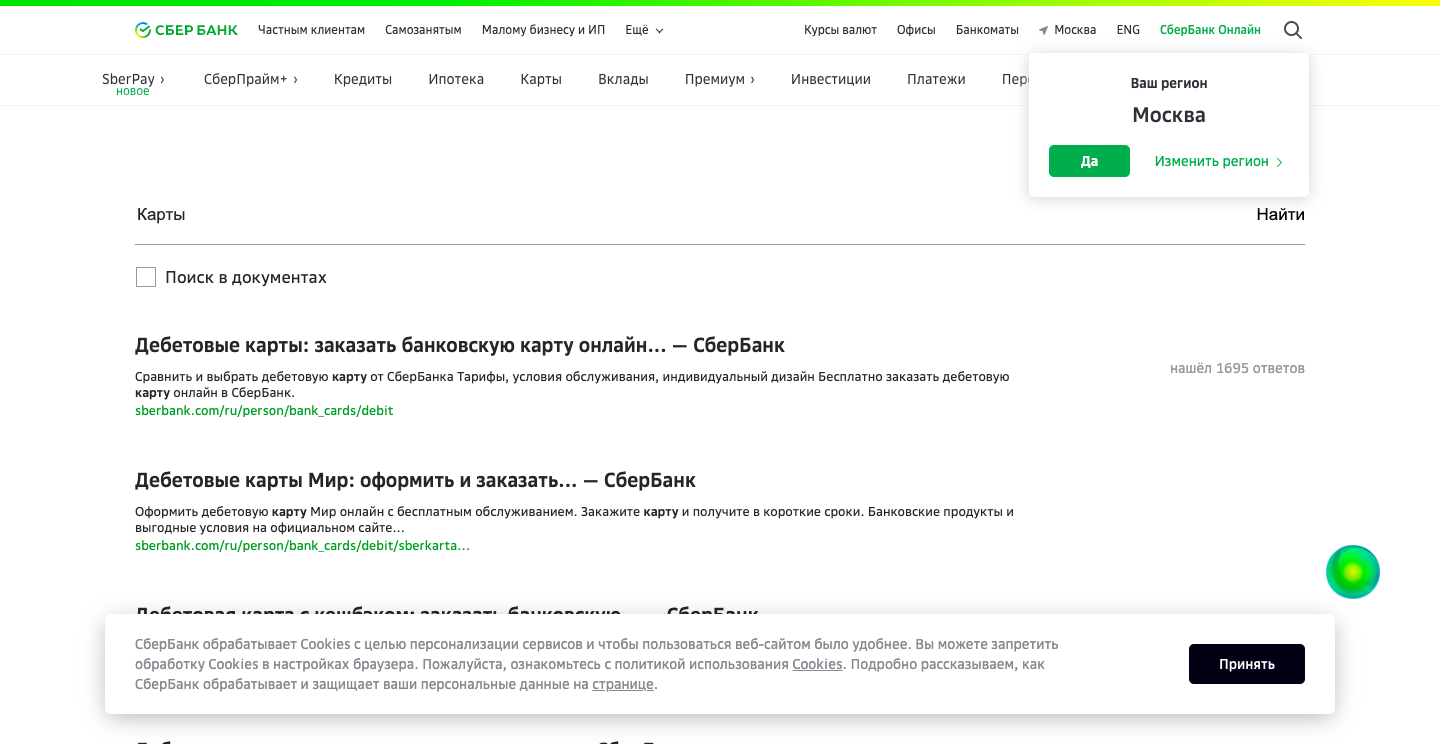 СБЕР БАНК
Частным клиентам Самозанятым Малому бизнесу и ИП Ещё
Курсы валют Офисы Банкоматы Москва ENG СберБанк Онлайн
SberPay › СберПрайм+ › Кредиты Ипотека Карты Вклады Премиум › Инвестиции Платежи
новое
Ваш регион
Москва
Да Изменить регион
Карты Найти
Поиск в документах
Дебетовые карты: заказать банковскую карту онлайн... — СберБанк
нашёл 1695 ответов
Сравнить и выбрать дебетовую карту от СберБанка Тарифы, условия обслуживания, индивидуальный дизайн Бесплатно заказать дебетовую
карту онлайн в СберБанк.
sberbank.com/ru/person/bank_cards/debit
Дебетовые карты Мир: оформить и заказать... — СберБанк
Оформить дебетовую карту Мир онлайн с бесплатным обслуживанием. Закажите карту и получите в короткие сроки. Банковские продукты и
выгодные условия на официальном сайте...
sberbank.com/ru/person/bank_cards/debit/sberkarta...
Дебетовая карта с кешбэком: заказать банковскую ... — СберБанк
СберБанк обрабатывает Cookies с целью персонализации сервисов и чтобы пользоваться веб-сайтом было удобнее. Вы можете запретить
обработку Cookies в настройках браузера. Пожалуйста, ознакомьтесь с политикой использования Cookies. Подробно рассказываем, как
СберБанк обрабатывает и защищает ваши персональные данные на странице.
Принять